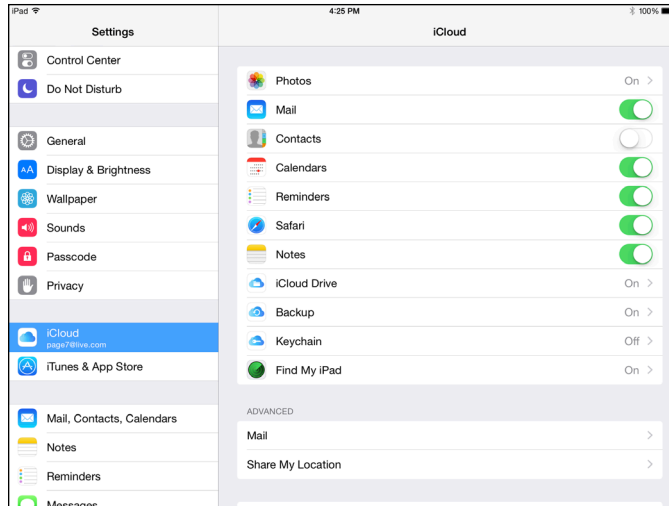 iPad 4:25 PM 100%
Settings
iCloud
Control Center
Do Not Disturb
General
AA Display & Brightness
Wallpaper
Sounds
Passcode
Privacy
iCloud
page7@live.com
iTunes & App Store
Mail, Contacts, Calendars
Notes
Reminders
Messages
Photos On
Mail
Contacts
Calendars
Reminders
Safari
Notes
iCloud Drive On
Backup On
Keychain Off
Find My iPad On
ADVANCED
Mail
Share My Location